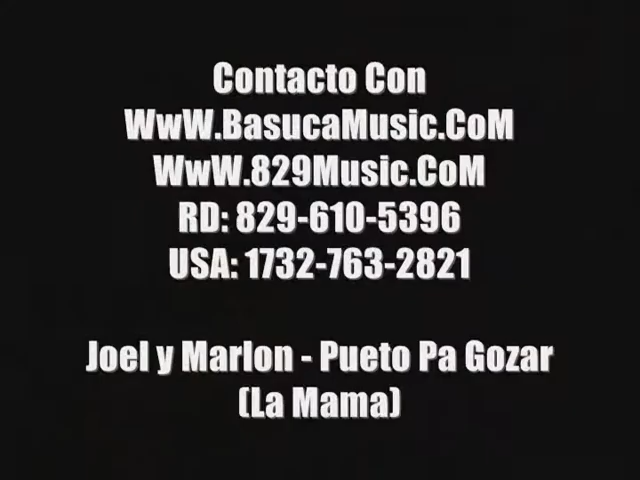 Contacto Con
WwW.BasucaMusic.CoM
WwW.829Music.CoM
RD: 829-610-5396
USA: 1732-763-2821
Joel y Marlon - Pueto Pa Gozar
(La Mama)